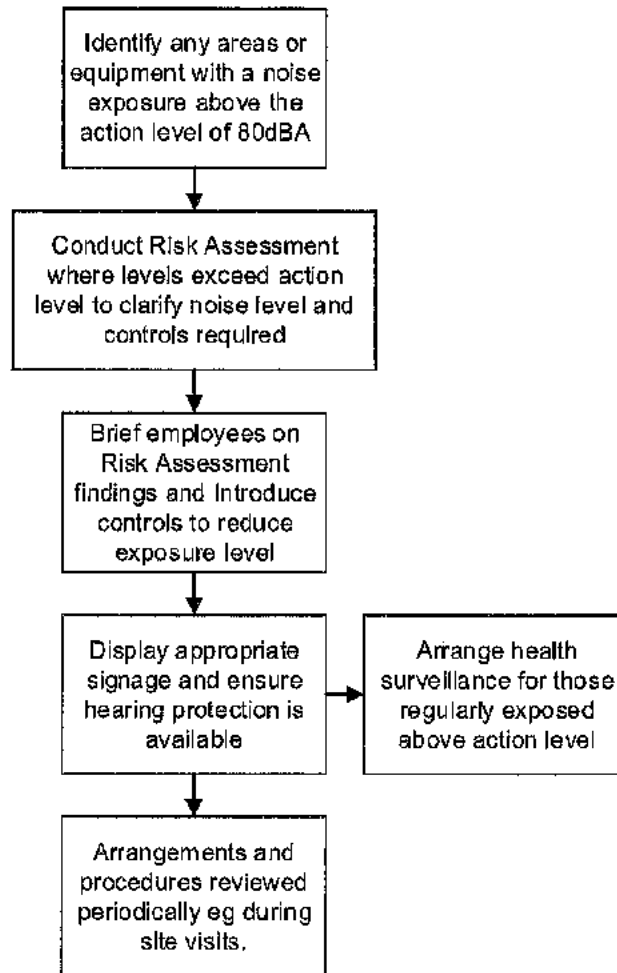 Identify any areas or
equipment with a noise
exposure above the
action level of 80dBA
Conduct Risk Assessment
where levels exceed action
level to clarify noise level and
controls required
Brief employees on
Risk Assessment
findings and Introduce
controls to reduce
exposure level
Display appropriate
signage and ensure
hearing protection is
available
Arrange health
surveillance for those
regularly exposed
above action level
Arrangements and
procedures reviewed
periodically eg during
site visits.